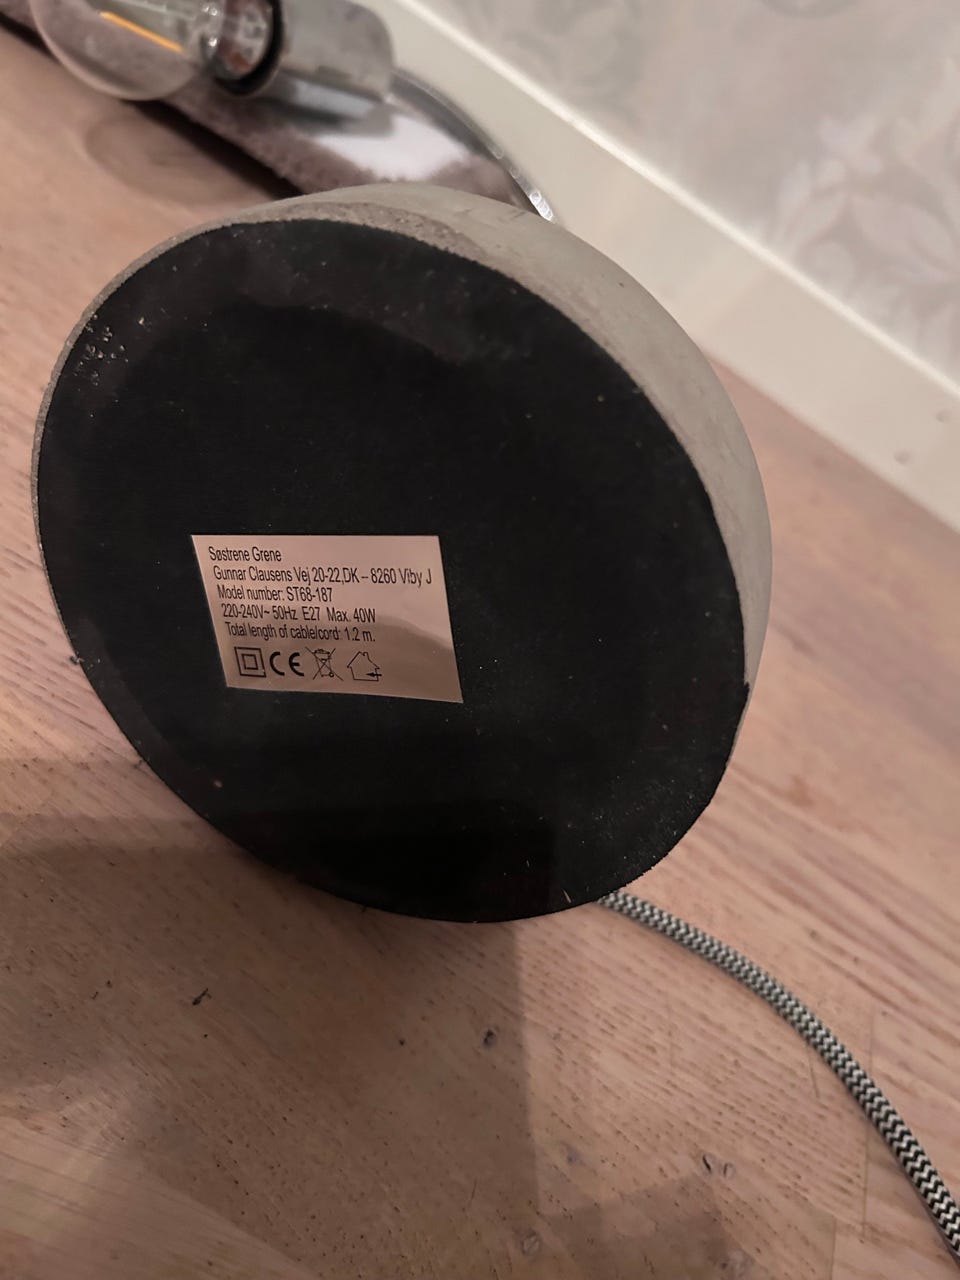 Søstrene Grene
Gunnar Clausens Vej 20-22,DK – 8260 Viby J
Model number: ST68-187
220-240V~ 50Hz E27 Max. 40W
Total length of cable/cord: 1.2 m.
CE